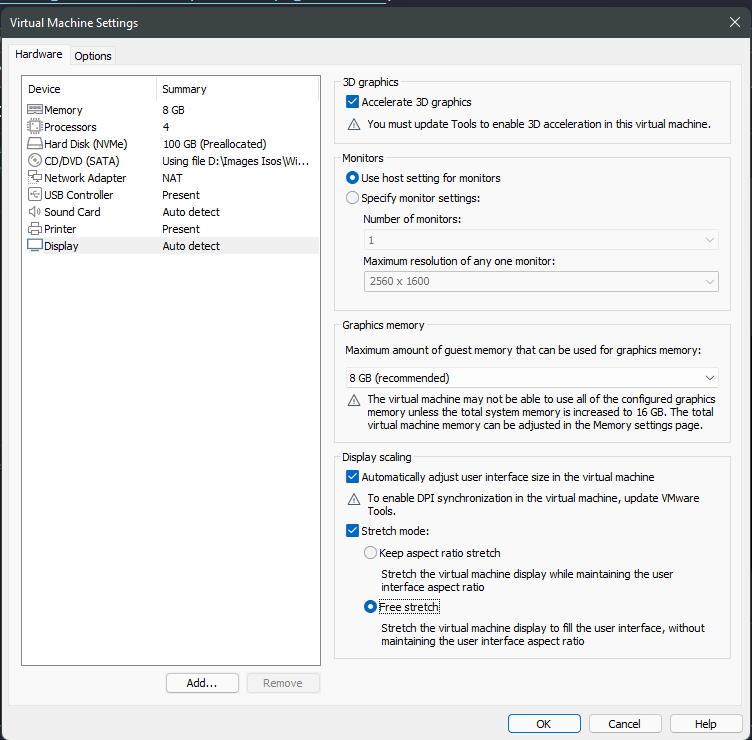 Virtual Machine Settings
Hardware
Options
Device Summary
Memory 8 GB
Processors 4
Hard Disk (NVMe) 100 GB (Preallocated)
CD/DVD (SATA) Using file D:\Images Isos\Wi...
Network Adapter NAT
USB Controller Present
Sound Card Auto detect
Printer Present
Display Auto detect
Add...
Remove
3D graphics
Accelerate 3D graphics
You must update Tools to enable 3D acceleration in this virtual machine.
Monitors
Use host setting for monitors
Specify monitor settings:
Number of monitors:
1
Maximum resolution of any one monitor:
2560 x 1600
Graphics memory
Maximum amount of guest memory that can be used for graphics memory:
8 GB (recommended)
The virtual machine may not be able to use all of the configured graphics
memory unless the total system memory is increased to 16 GB. The total
virtual machine memory can be adjusted in the Memory settings page.
Display scaling
Automatically adjust user interface size in the virtual machine
To enable DPI synchronization in the virtual machine, update VMware
Tools.
Stretch mode:
Keep aspect ratio stretch
Stretch the virtual machine display while maintaining the user
interface aspect ratio
Free stretch
Stretch the virtual machine display to fill the user interface, without
maintaining the user interface aspect ratio
OK
Cancel
Help